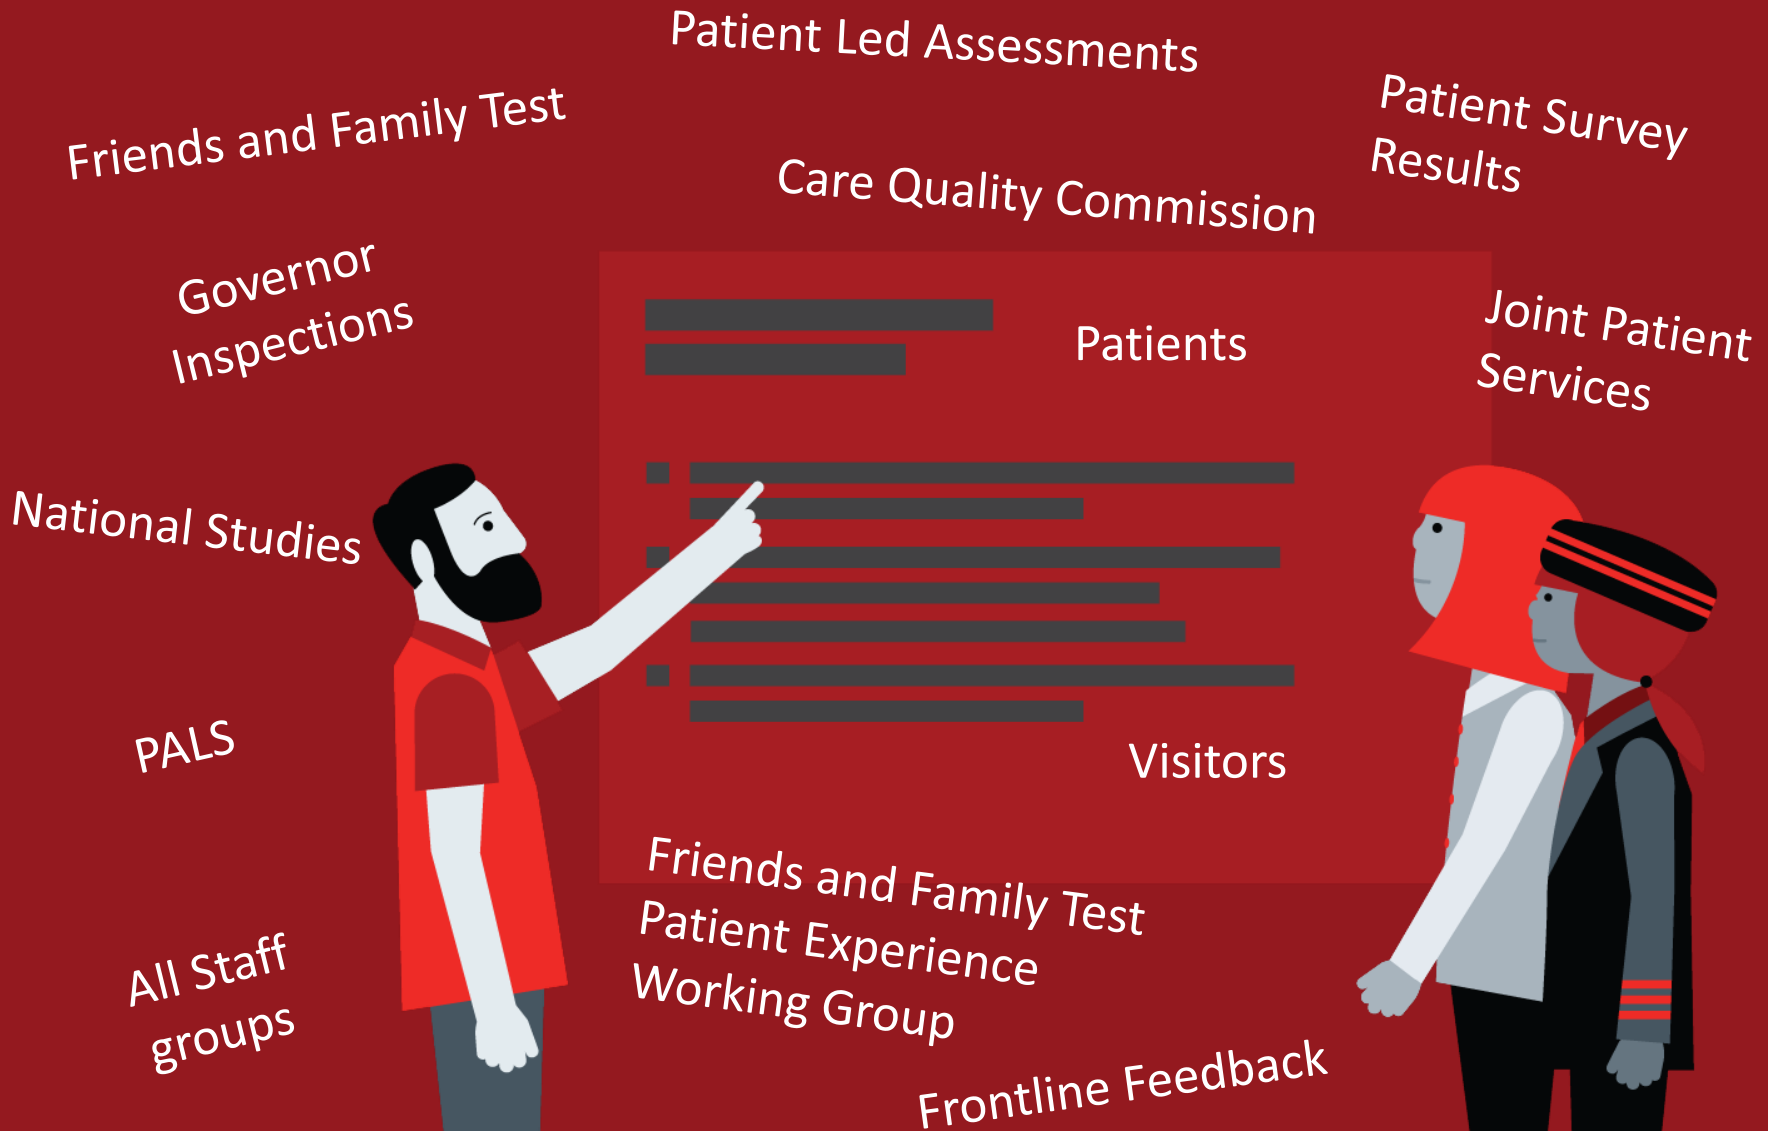 Patient Led Assessments
Friends and Family Test
Patient Survey
Results
Care Quality Commission
Governor
Inspections
Patients
Joint Patient
Services
National Studies
PALS
Visitors
Friends and Family Test
Patient Experience
Working Group
All Staff
groups
Frontline Feedback